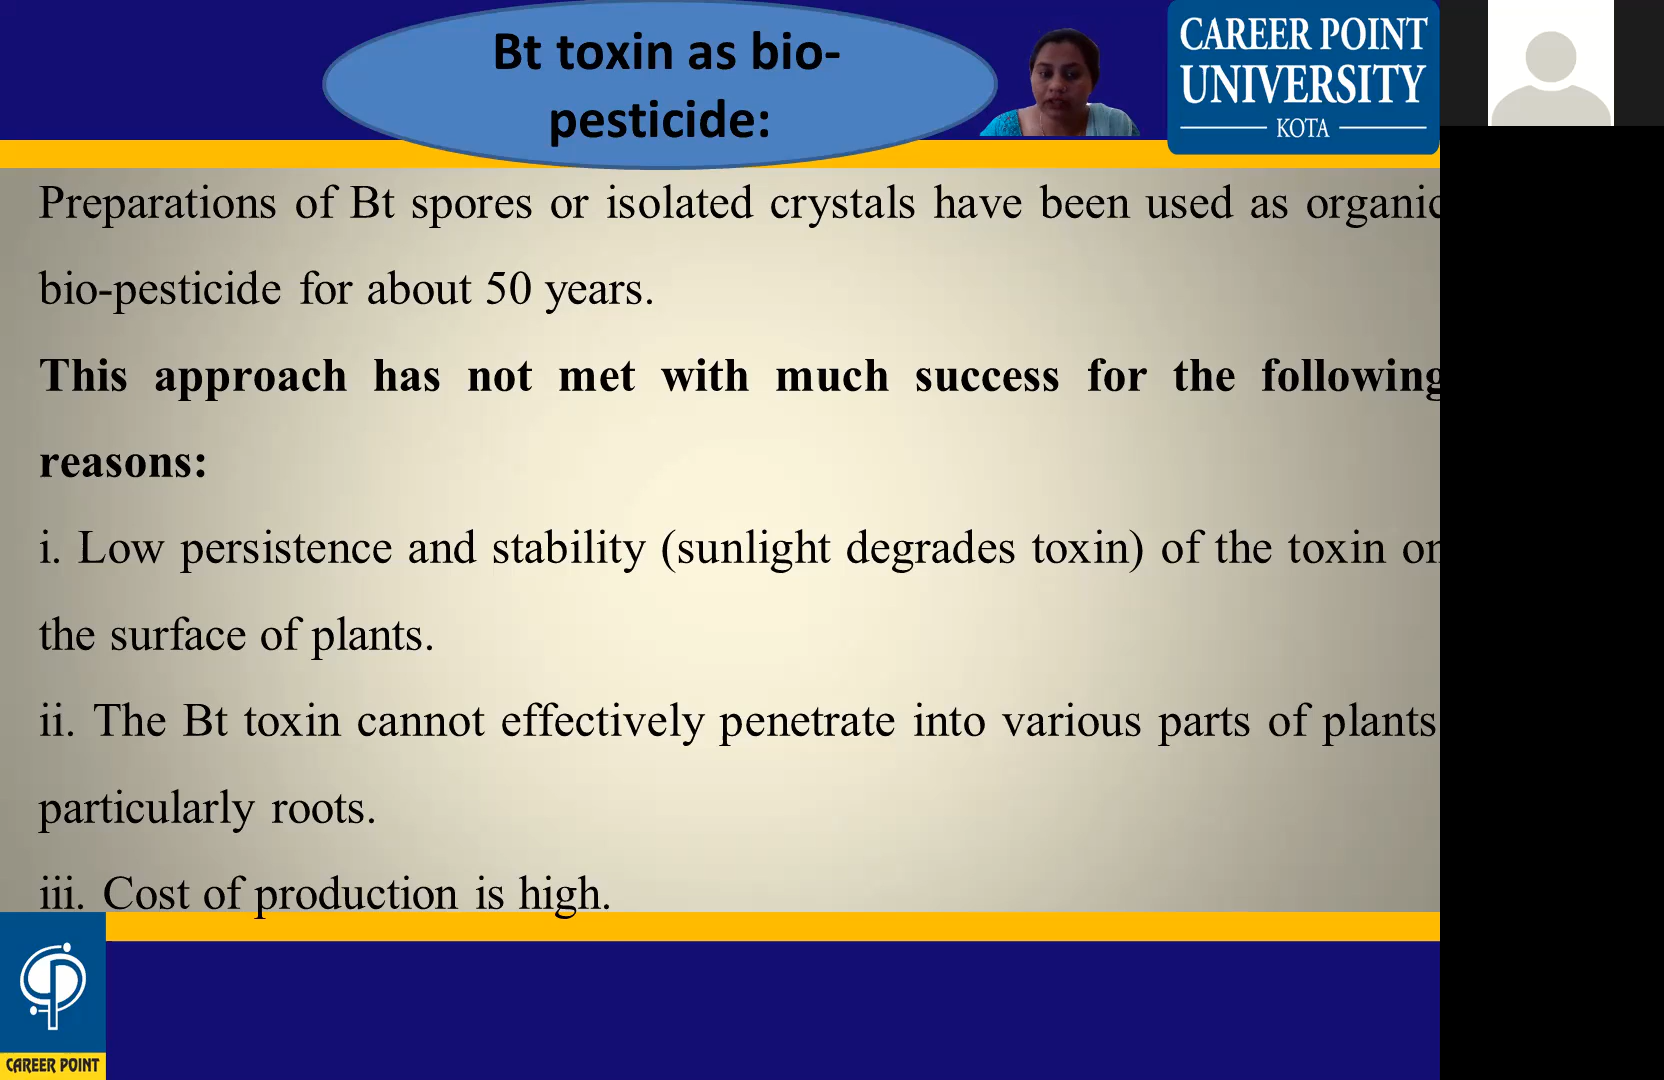 Bt toxin as bio-
pesticide:
CAREER POINT
UNIVERSITY
KOTA
Preparations of Bt spores or isolated crystals have been used as organic
bio-pesticide for about 50 years.
This approach has not met with much success for the following
reasons:
i. Low persistence and stability (sunlight degrades toxin) of the toxin on
the surface of plants.
ii. The Bt toxin cannot effectively penetrate into various parts of plants
particularly roots.
iii. Cost of production is high.
CAREER POINT